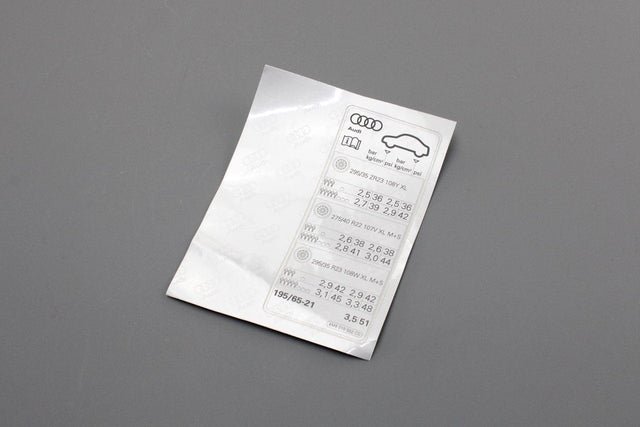 Audi
bar bar
kg/cm² psi kg/cm² psi
295/35 ZR23 108Y XL
2,5 36 2,5 36
2,7 39 2,9 42
275/40 R22 107V XL M+S
2,6 38 2,6 38
2,8 41 3,0 44
295/35 R23 108W XL M+S
2,9 42 2,9 42
3,1 45 3,3 48
195/65-21 3,5 51